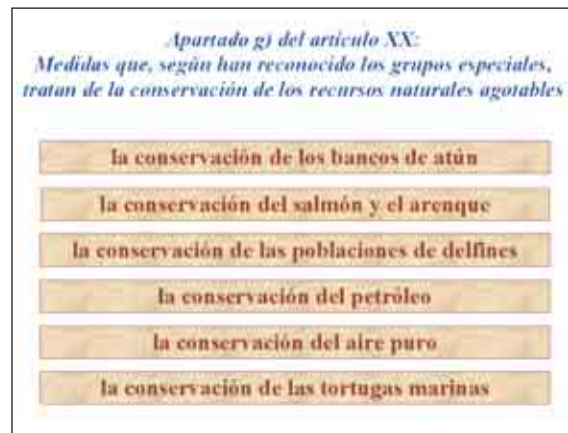 Apartado g) del artículo XX:
Medidas que, según han reconocido los grupos especiales,
tratan de la conservación de los recursos naturales agotables
la conservación de los bancos de atún
la conservación del salmón y el arenque
la conservación de las poblaciones de delfines
la conservación del petróleo
la conservación del aire puro
la conservación de las tortugas marinas